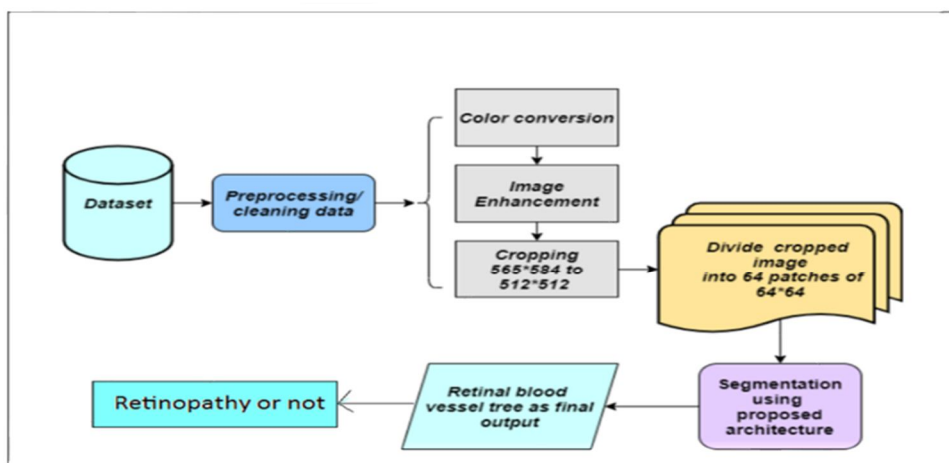 Dataset
Preprocessing/
cleaning data
Color conversion
Image
Enhancement
Cropping
565*584 to
512*512
Divide cropped
image
into 64 patches of
64*64
Segmentation
using
proposed
architecture
Retinal blood
vessel tree as final
output
Retinopathy or not